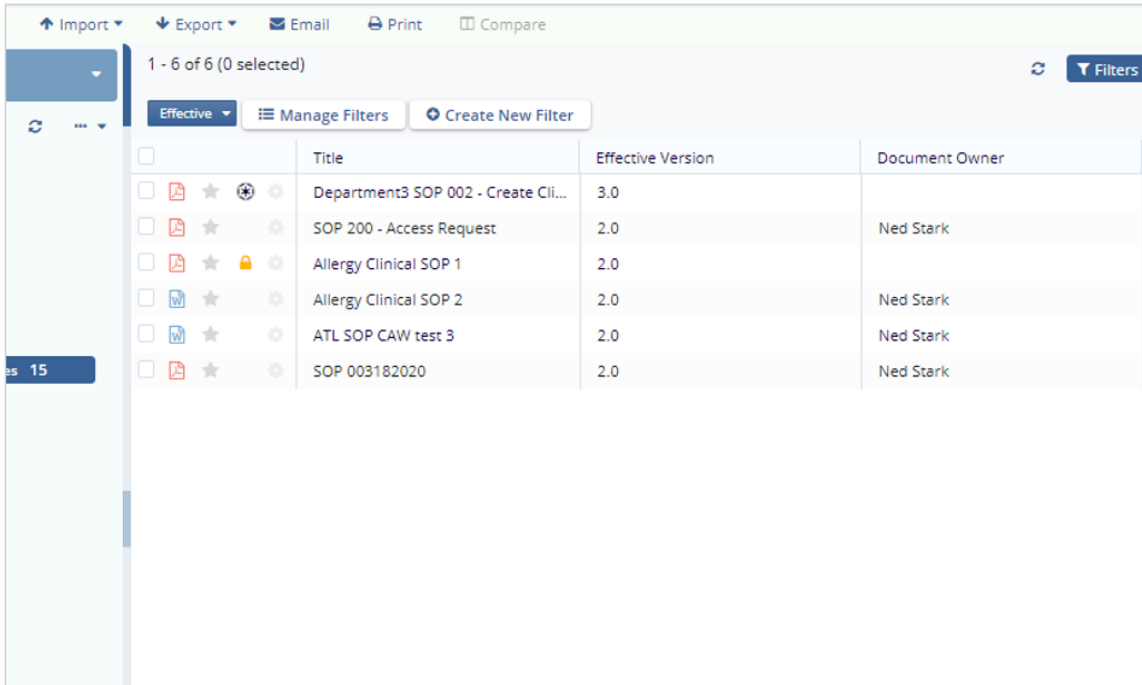 Import Export Email Print Compare
1 - 6 of 6 (0 selected)
Filters
Effective Manage Filters Create New Filter
Title Effective Version Document Owner
Department3 SOP 002 - Create Cli... 3.0
SOP 200 - Access Request 2.0 Ned Stark
Allergy Clinical SOP 1 2.0
Allergy Clinical SOP 2 2.0 Ned Stark
ATL SOP CAW test 3 2.0 Ned Stark
es 15
SOP 003182020 2.0 Ned Stark